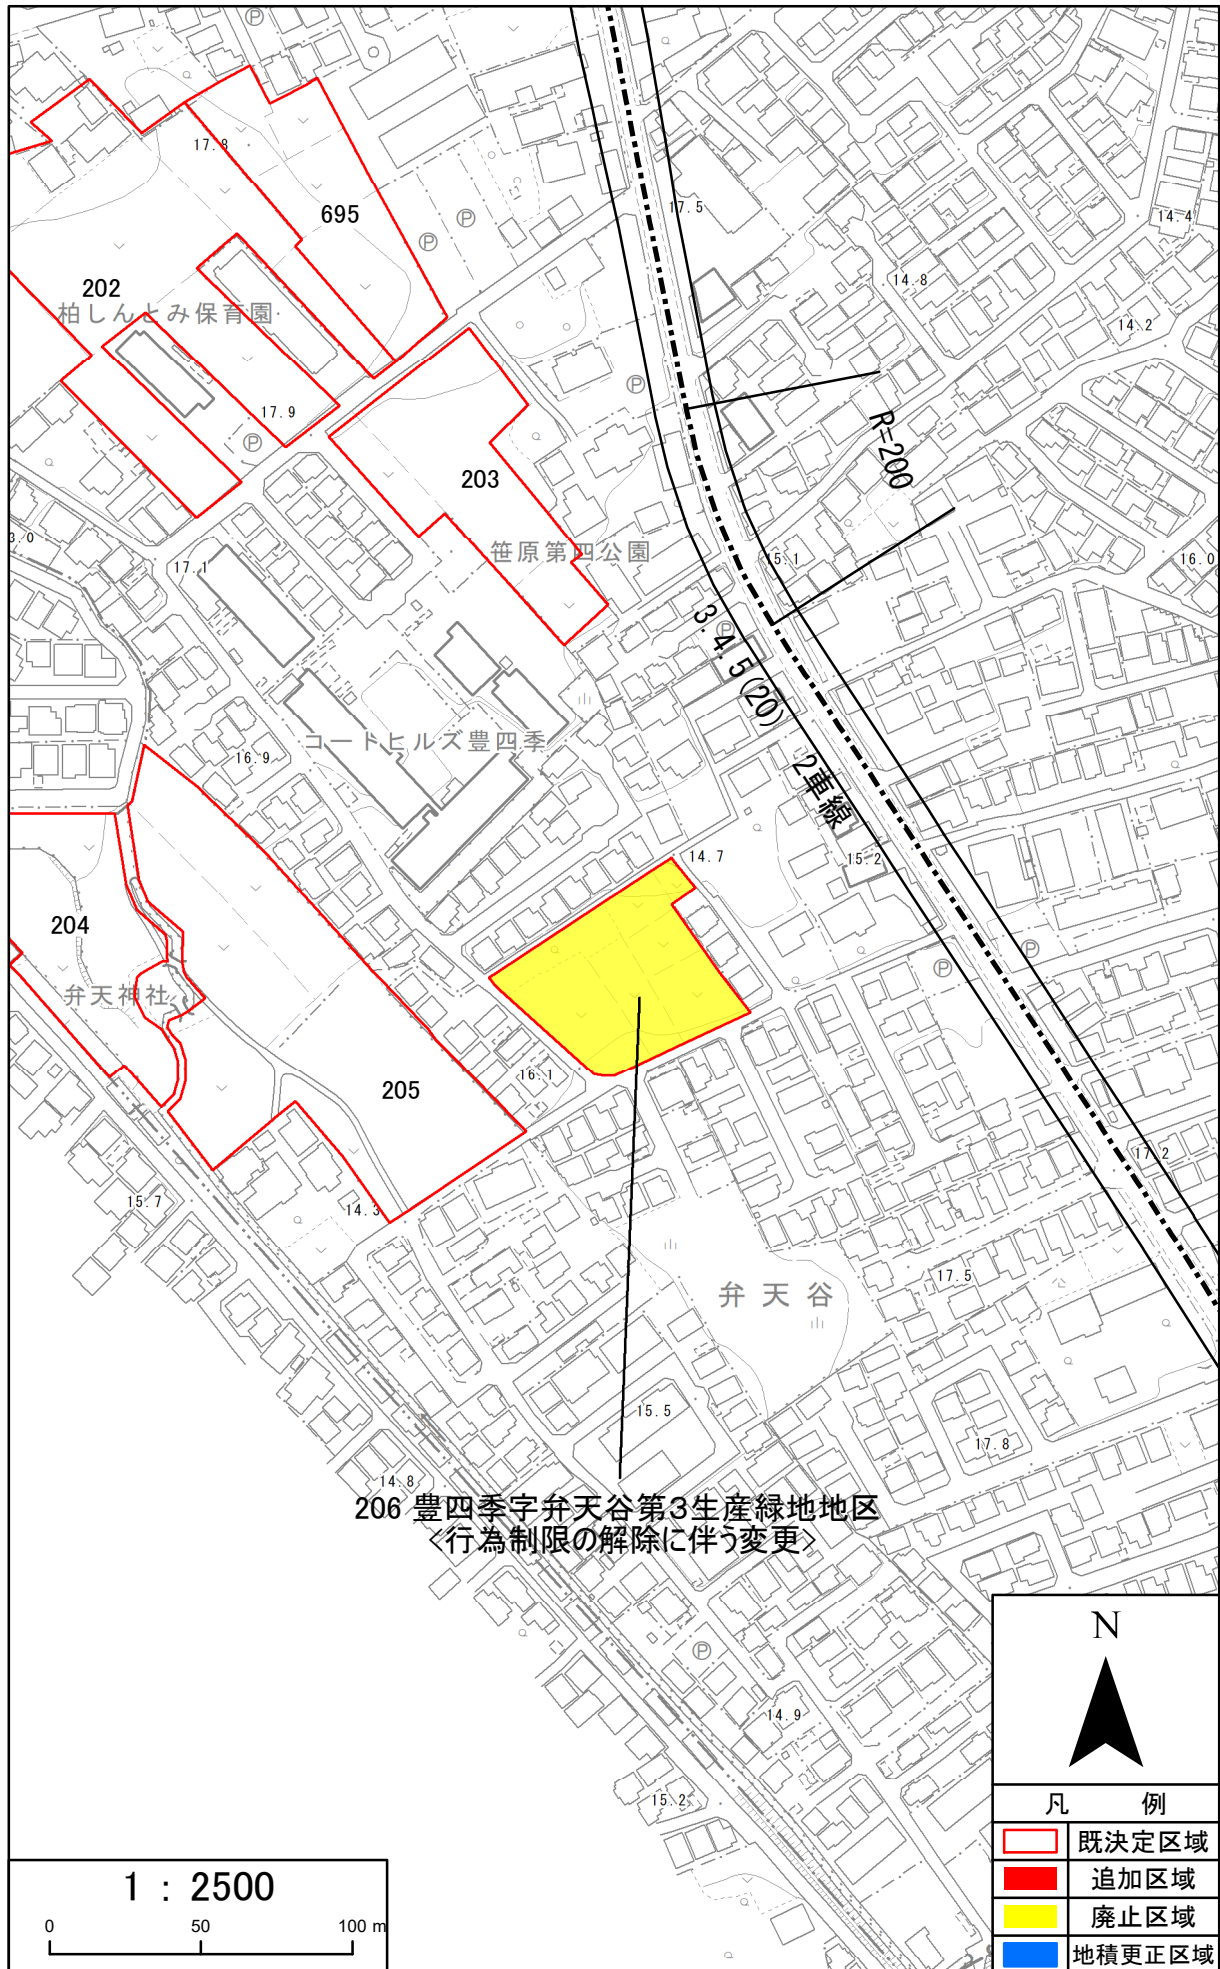 Ⓟ
17.8
695
17.5
14.4
Ⓟ
Ⓟ
14.8
202
柏しんとみ保育園
14.2
Ⓟ
17.9
Ⓟ
R=200
203
3.0
笹原第四公園
15.1
16.0
17.1
3.4.5(20) 2車線
Ⓟ
コートヒルズ豊四季
16.9
14.7
15.2
204
Ⓟ
Ⓟ
弁天神社
16.1
205
17.2
15.7
14.3
17.5
弁天谷
15.5
17.8
14.8
206 豊四季字弁天谷第3生産緑地地区
<行為制限の解除に伴う変更>
Ⓟ
14.9
15.2
N
凡 例
既決定区域
追加区域
廃止区域
地積更正区域
1 : 2500
0 50 100 m